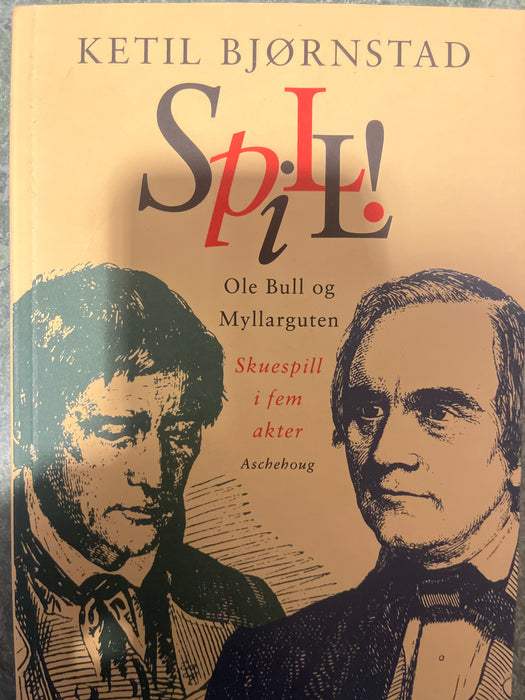 KETIL BJØRNSTAD
SpiLL!
Ole Bull og
Myllarguten
Skuespill
i fem
akter
Aschehoug